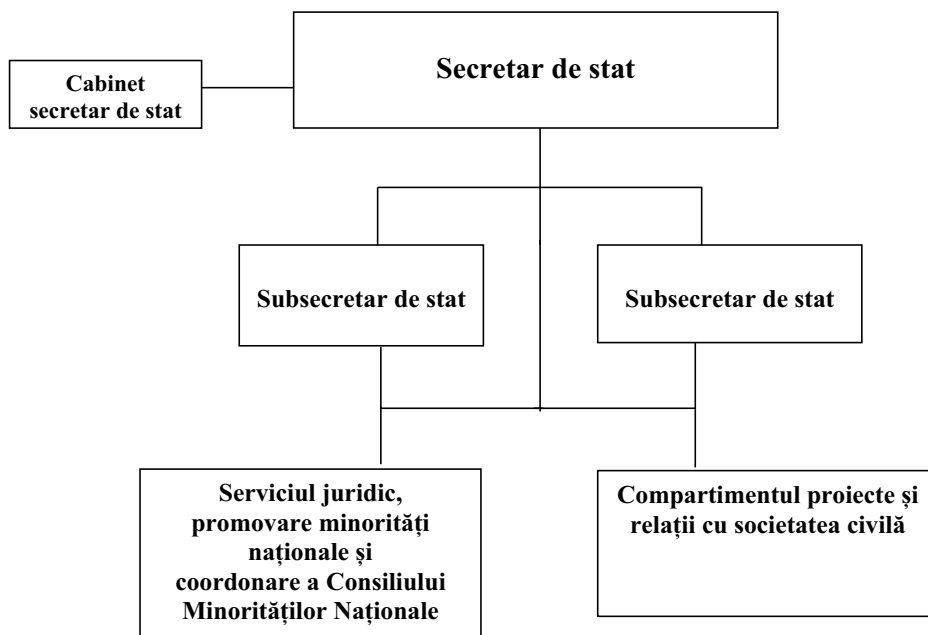 Secretar de stat
Cabinet
secretar de stat
Subsecretar de stat
Subsecretar de stat
Serviciul juridic,
promovare minorități
naționale și
coordonare a Consiliului
Minorităților Naționale
Compartimentul proiecte și
relații cu societatea civilă